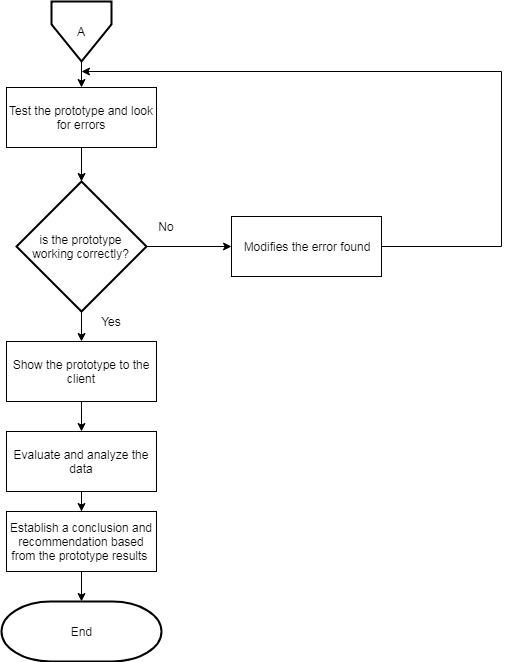 A
Test the prototype and look
for errors
is the prototype
working correctly?
No
Modifies the error found
Yes
Show the prototype to the
client
Evaluate and analyze the
data
Establish a conclusion and
recommendation based
from the prototype results
End